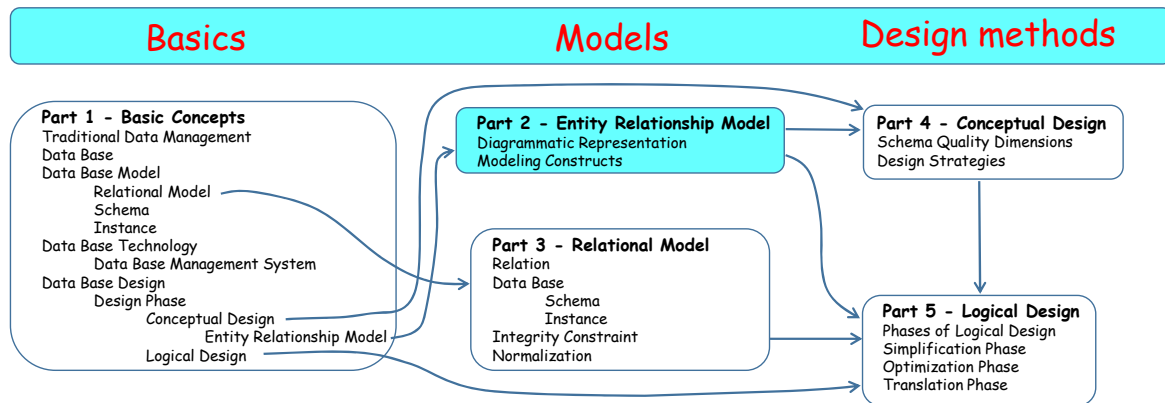 Basics
Models
Design methods
Part 1 - Basic Concepts
Traditional Data Management
Data Base
Data Base Model
Relational Model
Schema
Instance
Data Base Technology
Data Base Management System
Data Base Design
Design Phase
Conceptual Design
Entity Relationship Model
Logical Design
Part 2 - Entity Relationship Model
Diagrammatic Representation
Modeling Constructs
Part 3 - Relational Model
Relation
Data Base
Schema
Instance
Integrity Constraint
Normalization
Part 4 - Conceptual Design
Schema Quality Dimensions
Design Strategies
Part 5 - Logical Design
Phases of Logical Design
Simplification Phase
Optimization Phase
Translation Phase